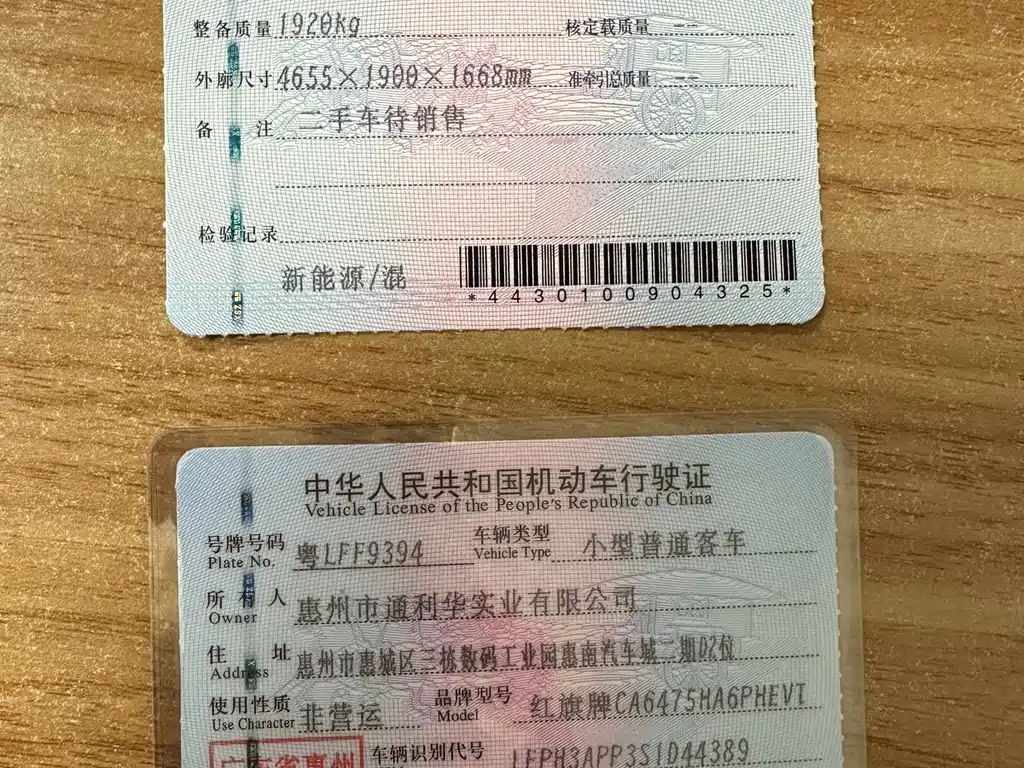 整备质量 1920kg 核定载质量 --
外廓尺寸 4655×1900×1668mm 准牵引总质量 --
备 注 二手车待销售
检验记录
新能源/混
*4430100904325*
中华人民共和国机动车行驶证
Vehicle License of the People's Republic of China
号牌号码 粤LFF9394 车辆类型 小型普通客车
Plate No. Vehicle Type
所有人 惠州市通利华实业有限公司
Owner
住 址 惠州市惠城区三栋数码工业园惠南汽车城二期D2位
Address
使用性质 非营运 品牌型号 红旗牌CA6475HA6PHEVT
Use Character Model
广东省惠州 车辆识别代号 LFPH3APP3S1D44389